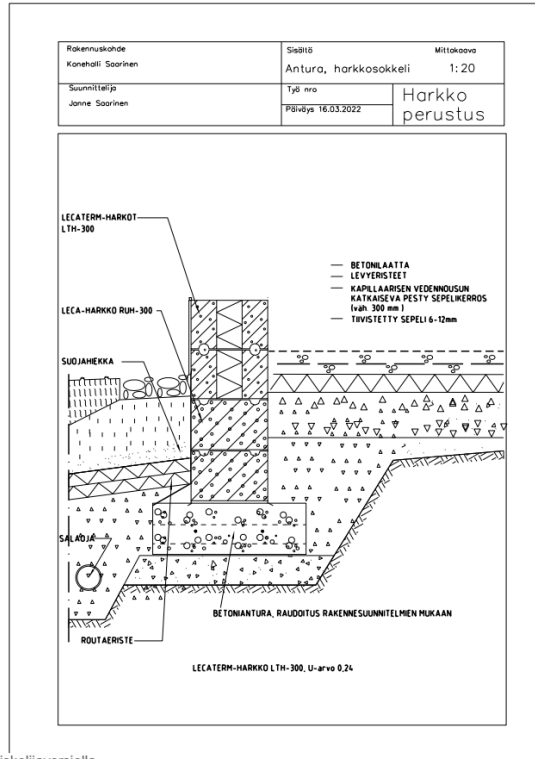 Rakennuskohde
Konehalli Saarinen
Sisältö
Mittakaava
Antura, harkkosokkeli
1:20
Suunnittelija
Janne Saarinen
Työ nro
Päiväys 16.03.2022
Harkko
perustus
LECATERM-HARKOT
LTH-300
LECA-HARKKO RUH-300
SUOJAHIEKKA
BETONILAATTA
LEVYERISTEET
KAPILLAARISEN VEDENNOUSUN
KATKAISEVA PESTY SEPELIKERROS
(väh 300 mm )
TIIVISTETTY SEPELI 6-12mm
SALAOJA
BETONIANTURA, RAUDOITUS RAKENNESUUNNITELMIEN MUKAAN
ROUTAERISTE
LECATERM-HARKKO LTH-300, U-arvo 0,24